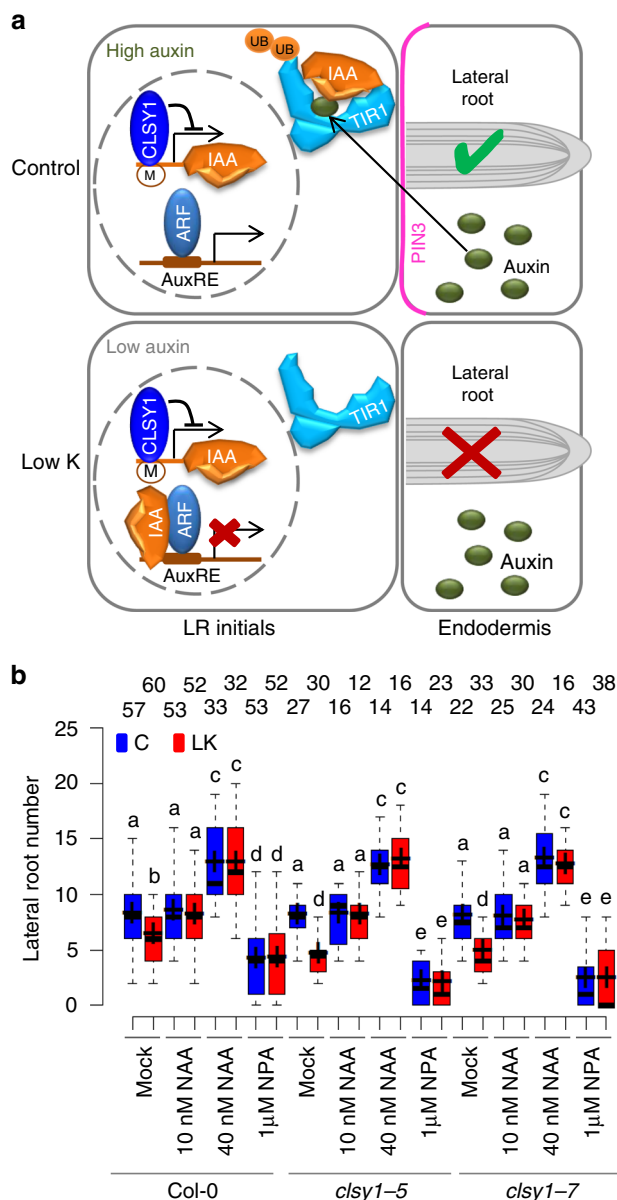 a
High auxin
UB
UB
IAA
TIR1
CLSY1
M
IAA
ARF
AuxRE
Control
PIN3
Lateral
root
Auxin
Low auxin
TIR1
CLSY1
M
IAA
IAA
ARF
AuxRE
Low K
Lateral
root
Auxin
LR initials
Endodermis
b
60 52 32 52 30 12 16 23 33 30 16 38
57 53 33 53 27 16 14 14 22 25 24 43
C LK
Lateral root number
25
20
15
10
5
0
a b a a c c d d a d a a c c e e a d a a c c e e
Mock
10 nM NAA
40 nM NAA
1µM NPA
Mock
10 nM NAA
40 nM NAA
1µM NPA
Mock
10 nM NAA
40 nM NAA
1µM NPA
Col-0
clsy1–5
clsy1–7